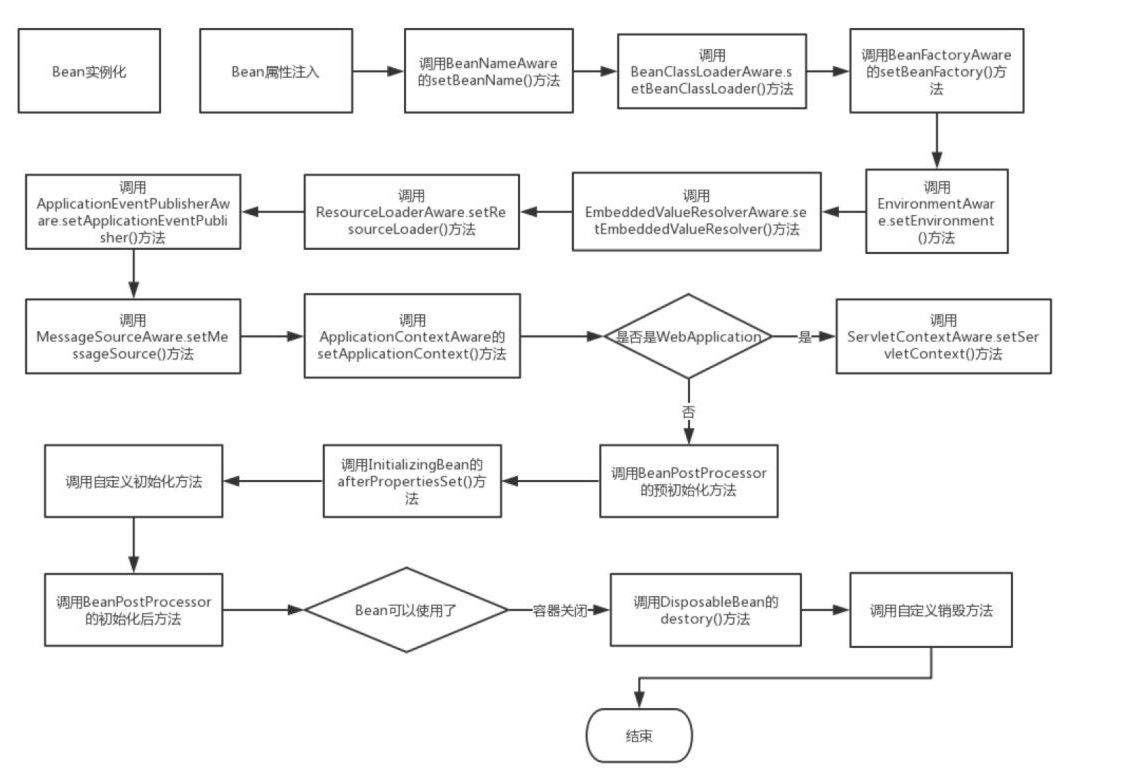 Bean实例化
Bean属性注入
调用BeanNameAware
的setBeanName()方法
调用
BeanClassLoaderAware.s
etBeanClassLoader()方法
调用BeanFactoryAware
的setBeanFactory()方
法
调用
ApplicationEventPublisherAw
are.setApplicationEventPubli
sher()方法
调用
ResourceLoaderAware.setRe
sourceLoader()方法
调用
EmbeddedValueResolverAware.se
tEmbeddedValueResolver()方法
调用
EnvironmentAwar
e.setEnvironment
()方法
调用
MessageSourceAware.setMe
ssageSource()方法
调用
ApplicationContextAware的
setApplicationContext()方法
是否是WebApplication
是
调用
ServletContextAware.setSer
vletContext()方法
否
调用自定义初始化方法
调用InitializingBean的
afterPropertiesSet()方
法
调用BeanPostProcessor
的预初始化方法
调用BeanPostProcessor
的初始化后方法
Bean可以使用了
容器关闭
调用DisposableBean的
destory()方法
调用自定义销毁方法
结束